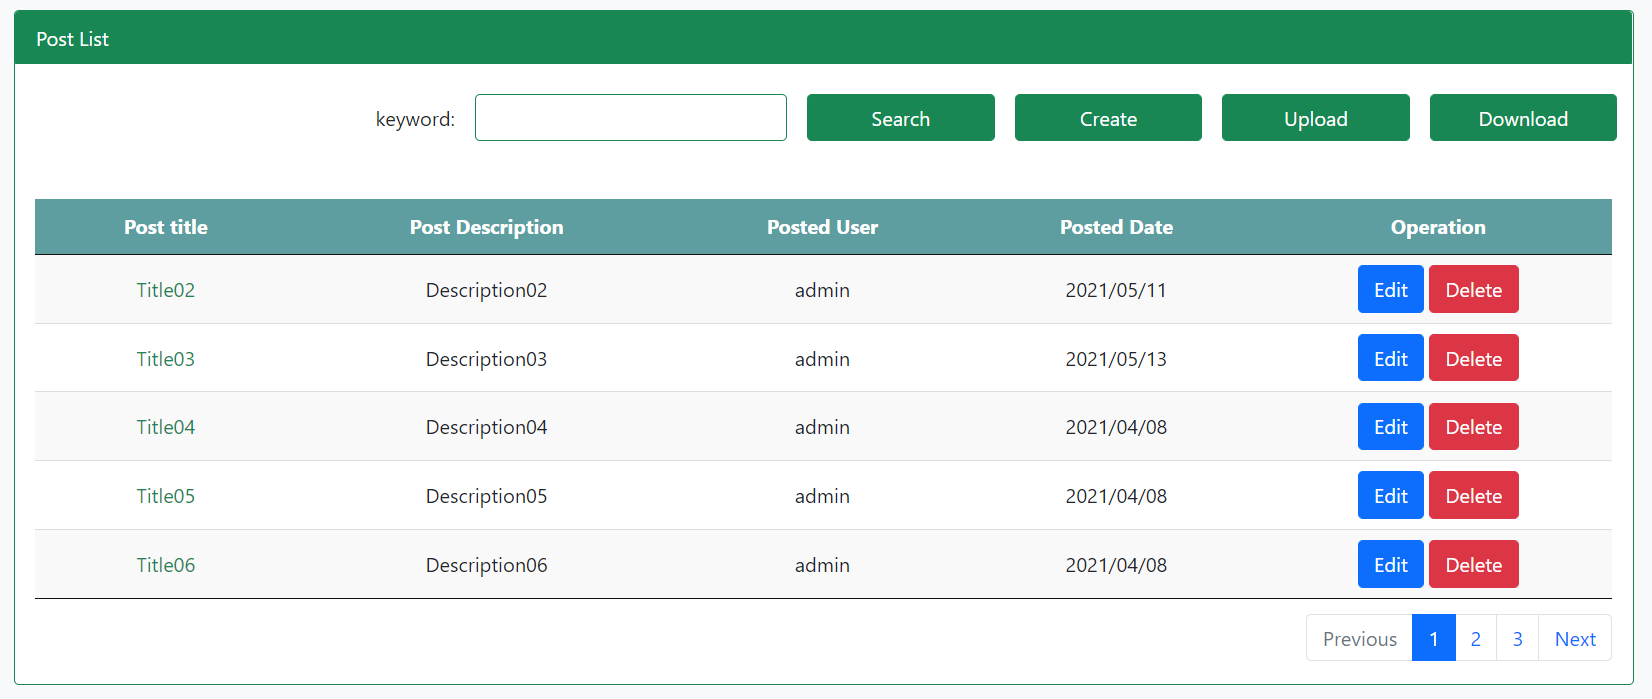 Post List
keyword: Search Create Upload Download
Post title Post Description Posted User Posted Date Operation
Title02 Description02 admin 2021/05/11 Edit Delete
Title03 Description03 admin 2021/05/13 Edit Delete
Title04 Description04 admin 2021/04/08 Edit Delete
Title05 Description05 admin 2021/04/08 Edit Delete
Title06 Description06 admin 2021/04/08 Edit Delete
Previous 1 2 3 Next